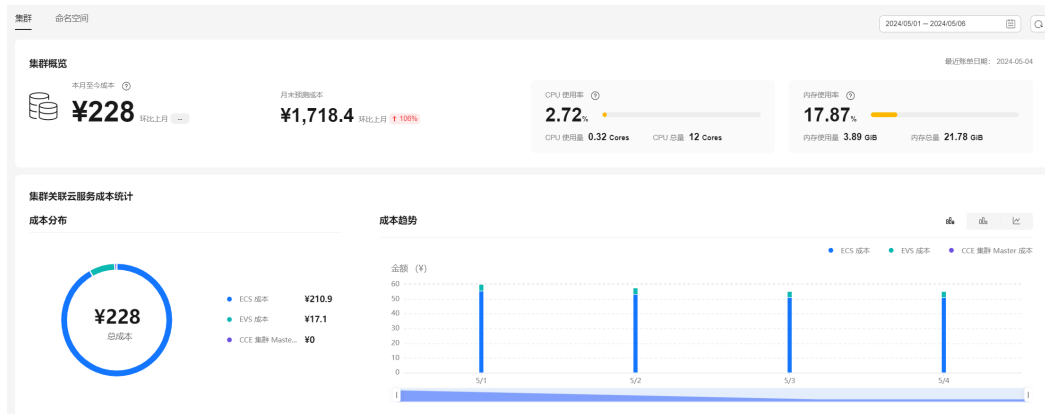 集群 命名空间
2024/05/01 – 2024/05/06
集群概览
最近账单日期： 2024-05-04
本月至今成本
¥228 环比上月 --
月末预测成本
¥1,718.4 环比上月 ↑ 106%
CPU 使用率
2.72%
CPU 使用量 0.32 Cores CPU 总量 12 Cores
内存使用率
17.87%
内存使用量 3.89 GiB 内存总量 21.78 GiB
集群关联云服务成本统计
成本分布
¥228
总成本
ECS 成本 ¥210.9
EVS 成本 ¥17.1
CCE 集群 Maste... ¥0
成本趋势
ECS 成本 EVS 成本 CCE 集群 Master 成本
金额 (¥)
60
50
40
30
20
10
0
5/1 5/2 5/3 5/4